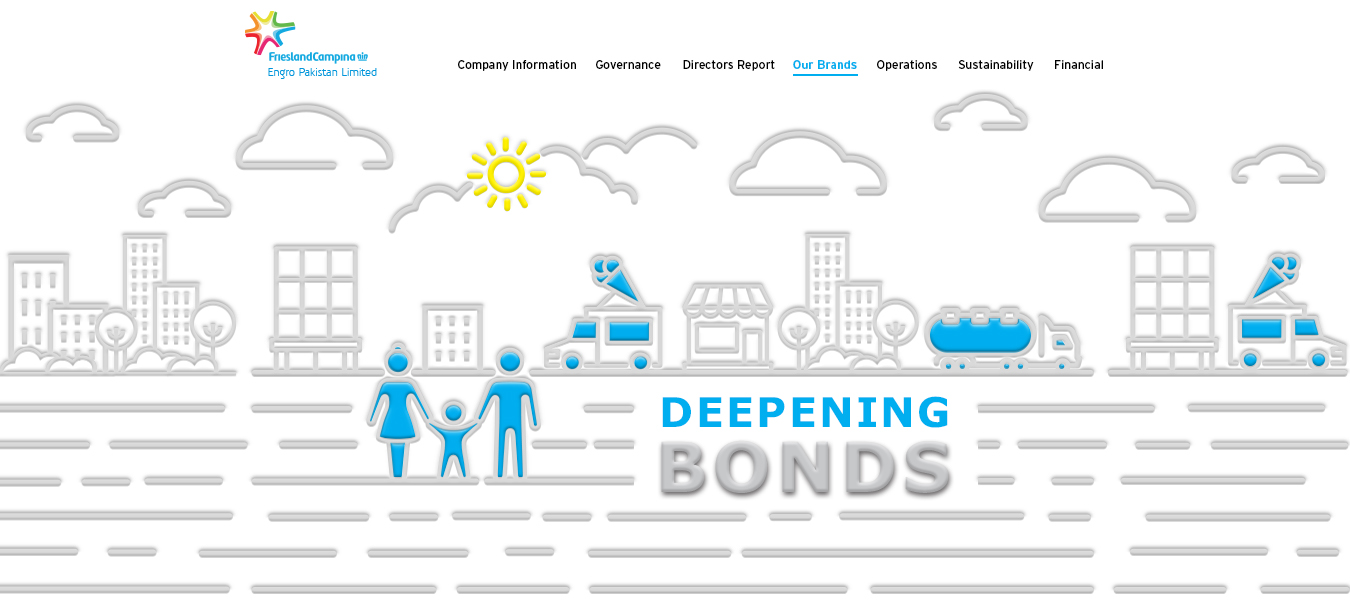 FrieslandCampina
Engro Pakistan Limited
Company Information Governance Directors Report Our Brands Operations Sustainability Financial
DEEPENING
BONDS